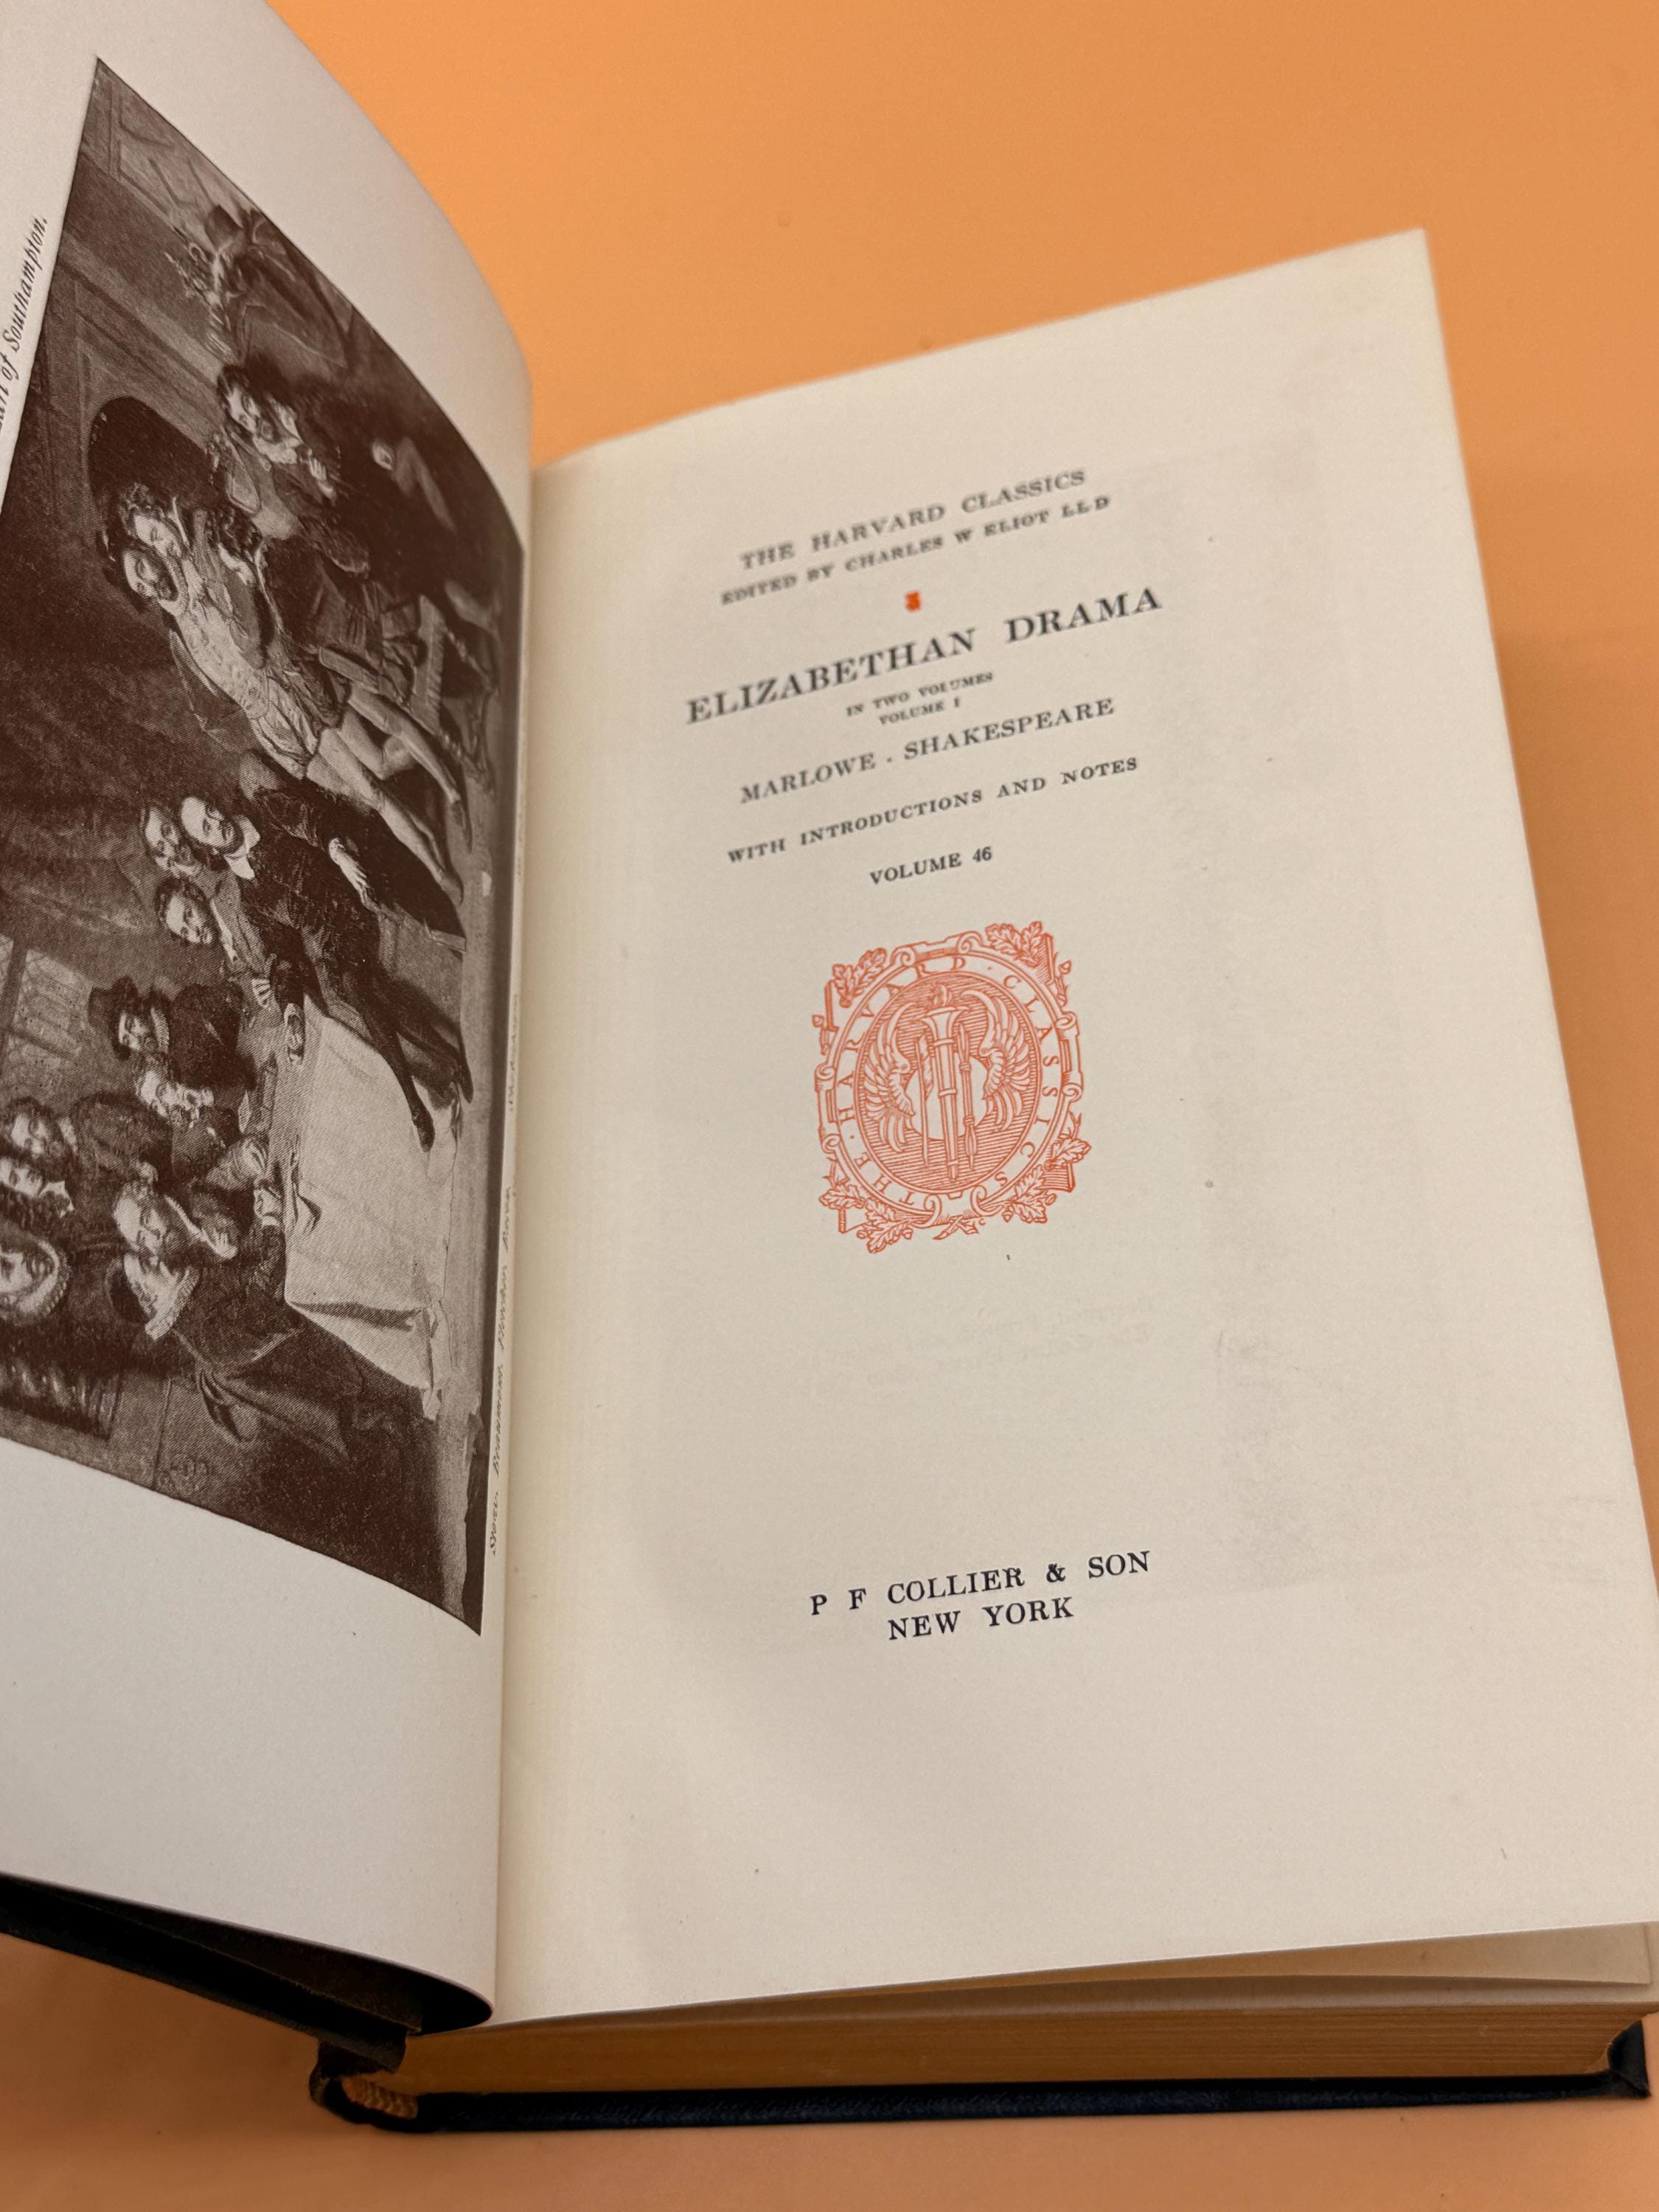 of Southampton.
THE HARVARD CLASSICS
EDITED BY CHARLES W ELIOT LL D
ELIZABETHAN DRAMA
IN TWO VOLUMES
VOLUME I
MARLOWE . SHAKESPEARE
WITH INTRODUCTIONS AND NOTES
VOLUME 46
THE · HARVARD · CLASSICS
P F COLLIER & SON
NEW YORK